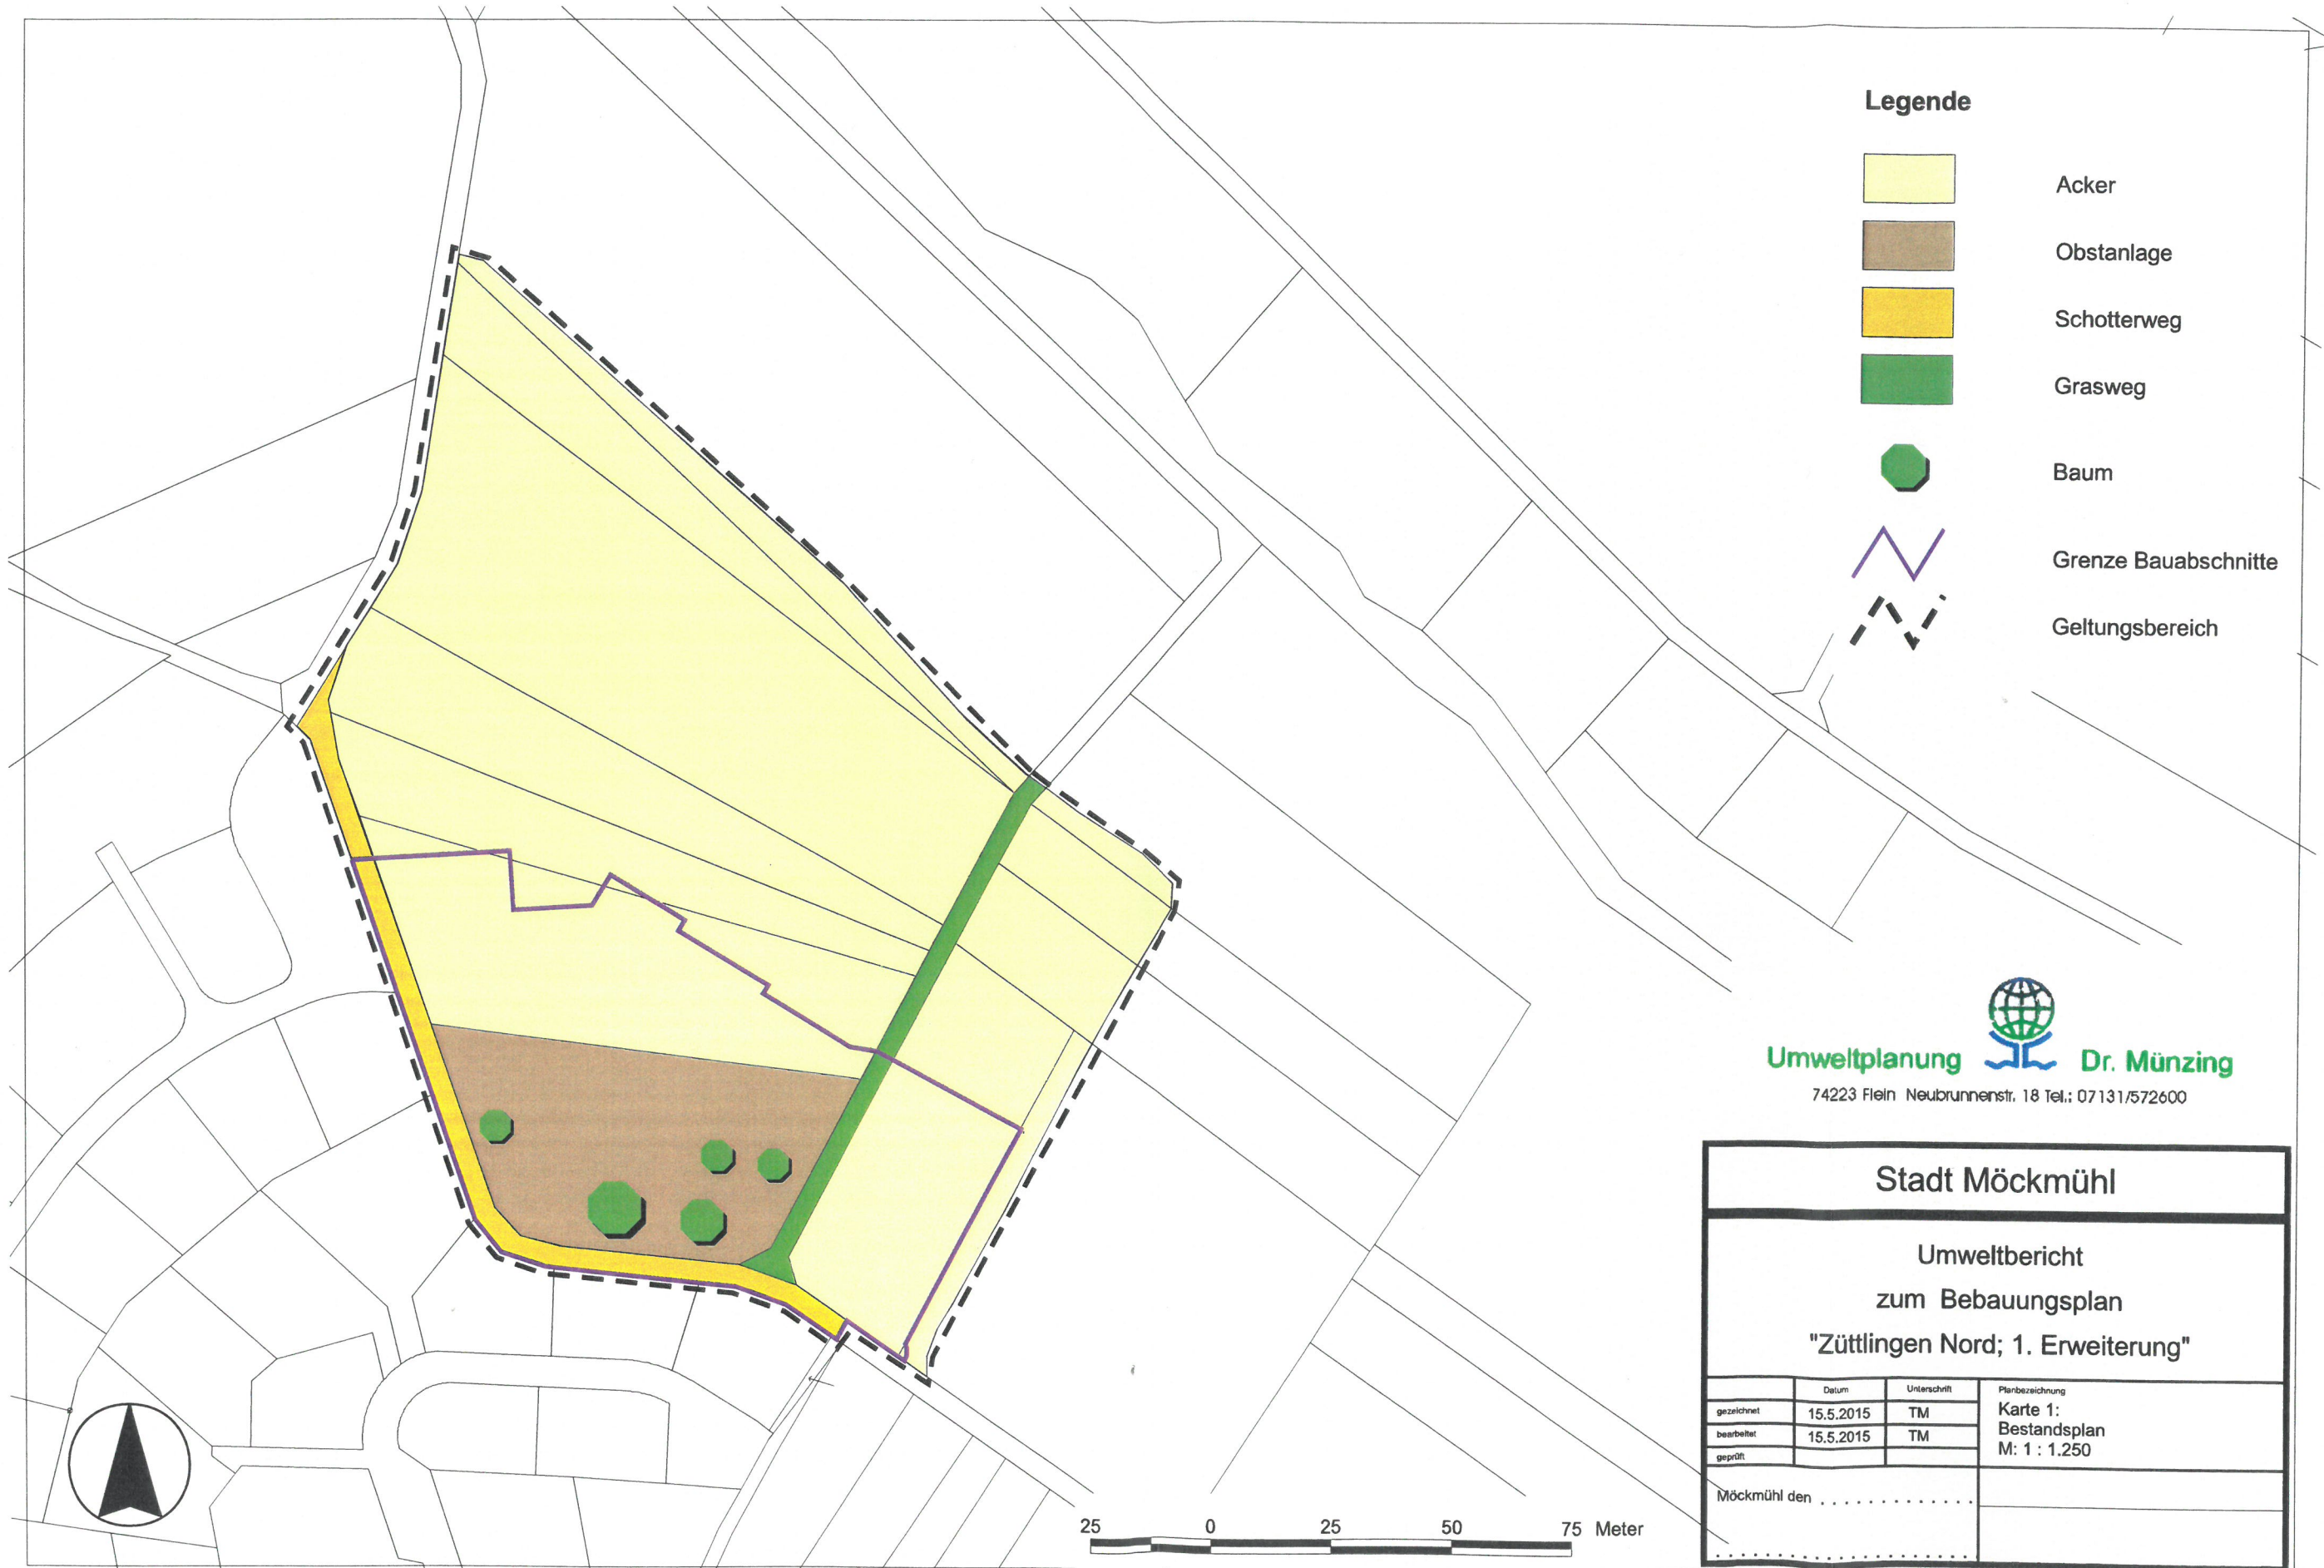 Legende
Acker
Obstanlage
Schotterweg
Grasweg
Baum
Grenze Bauabschnitte
Geltungsbereich
Umweltplanung Dr. Münzing
74223 Flein Neubrunnenstr. 18 Tel.: 07131/572600
Stadt Möckmühl
Umweltbericht
zum Bebauungsplan
"Züttlingen Nord; 1. Erweiterung"
Datum Unterschrift Planbezeichnung
gezeichnet 15.5.2015 TM Karte 1:
bearbeitet 15.5.2015 TM Bestandsplan
geprüft M: 1 : 1.250
Möckmühl den . . . . . . . . . . . . . .
25 0 25 50 75 Meter